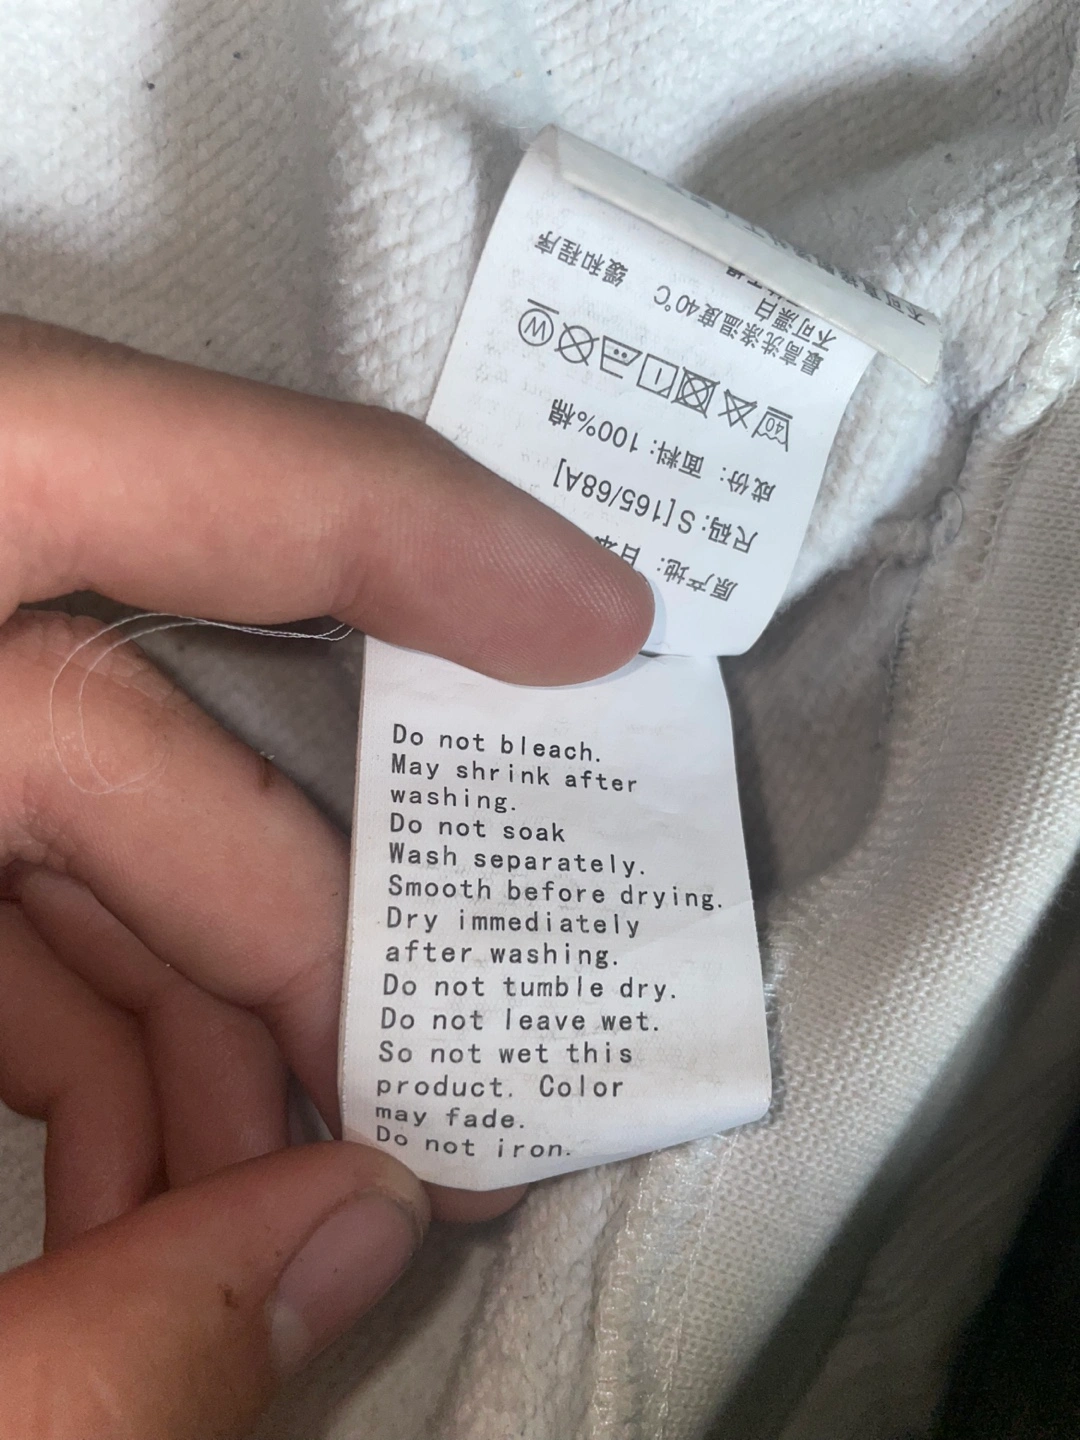 原产地: 日本
尺码: S[165/68A]
成份: 面料: 100%棉
40 W
最高洗涤温度40℃ 缓和程序
不可漂白
Do not bleach.
May shrink after
washing.
Do not soak
Wash separately.
Smooth before drying.
Dry immediately
after washing.
Do not tumble dry.
Do not leave wet.
So not wet this
product. Color
may fade.
Do not iron.